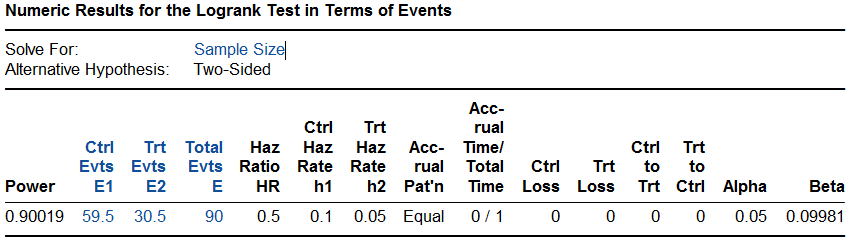 Numeric Results for the Logrank Test in Terms of Events
Solve For: Sample Size
Alternative Hypothesis: Two-Sided
Acc-
Ctrl Trt rual
Ctrl Trt Total Haz Haz Haz Acc- Time/ Ctrl Trt
Evts Evts Evts Ratio Rate Rate rual Total Ctrl Trt to to
Power E1 E2 E HR h1 h2 Pat'n Time Loss Loss Trt Ctrl Alpha Beta
0.90019 59.5 30.5 90 0.5 0.1 0.05 Equal 0 / 1 0 0 0 0 0.05 0.09981